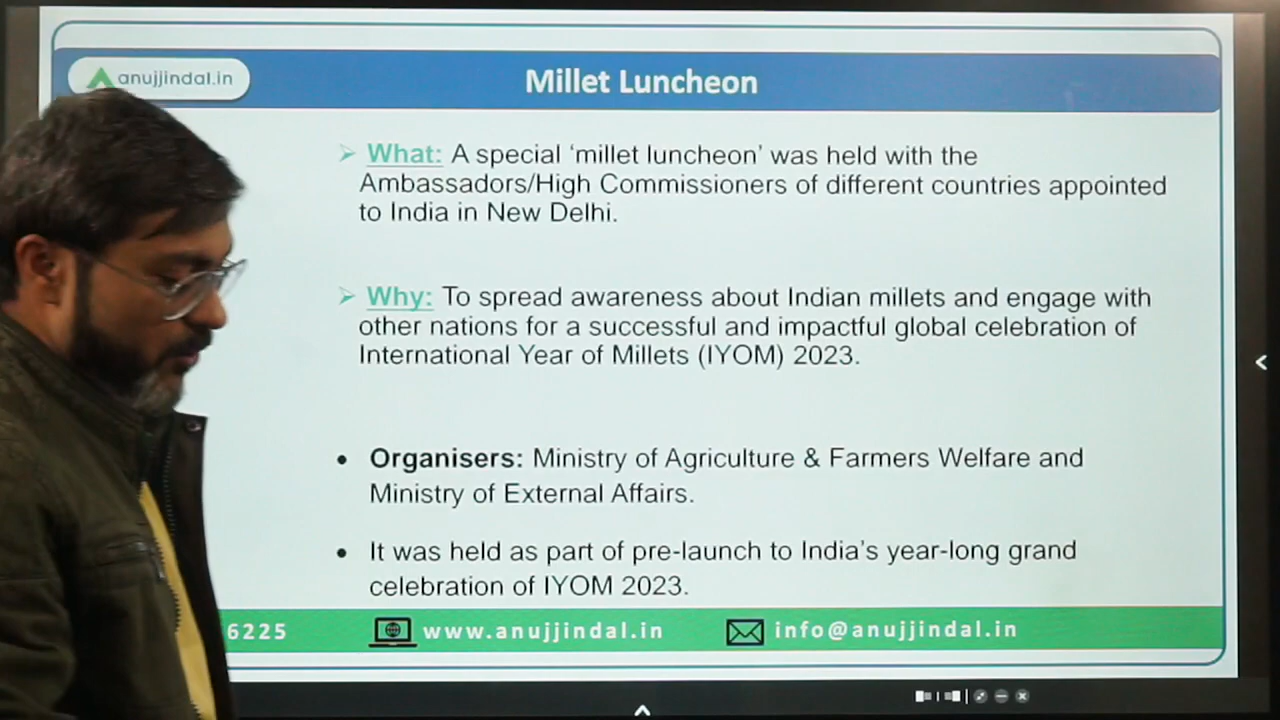 anujjindal.in
Millet Luncheon
What: A special ‘millet luncheon’ was held with the
Ambassadors/High Commissioners of different countries appointed
to India in New Delhi.
Why: To spread awareness about Indian millets and engage with
other nations for a successful and impactful global celebration of
International Year of Millets (IYOM) 2023.
Organisers: Ministry of Agriculture & Farmers Welfare and
Ministry of External Affairs.
It was held as part of pre-launch to India’s year-long grand
celebration of IYOM 2023.
6225 www.anujjindal.in info@anujjindal.in